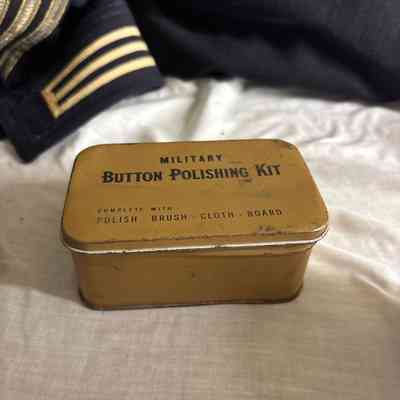 MILITARY
BUTTON POLISHING KIT
COMPLETE WITH
POLISH - BRUSH - CLOTH - BOARD